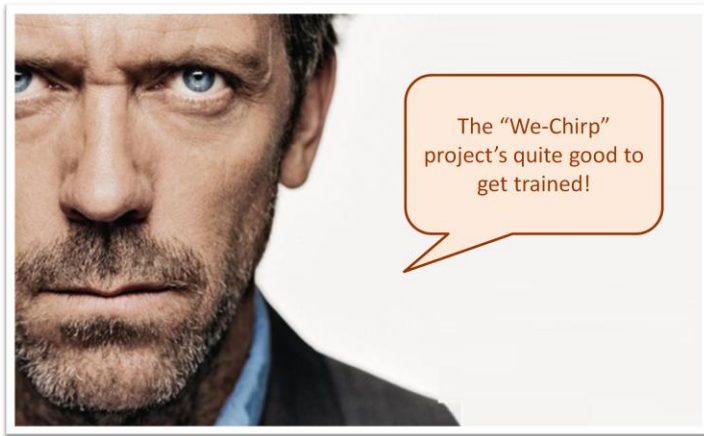 The “We-Chirp”
project’s quite good to
get trained!